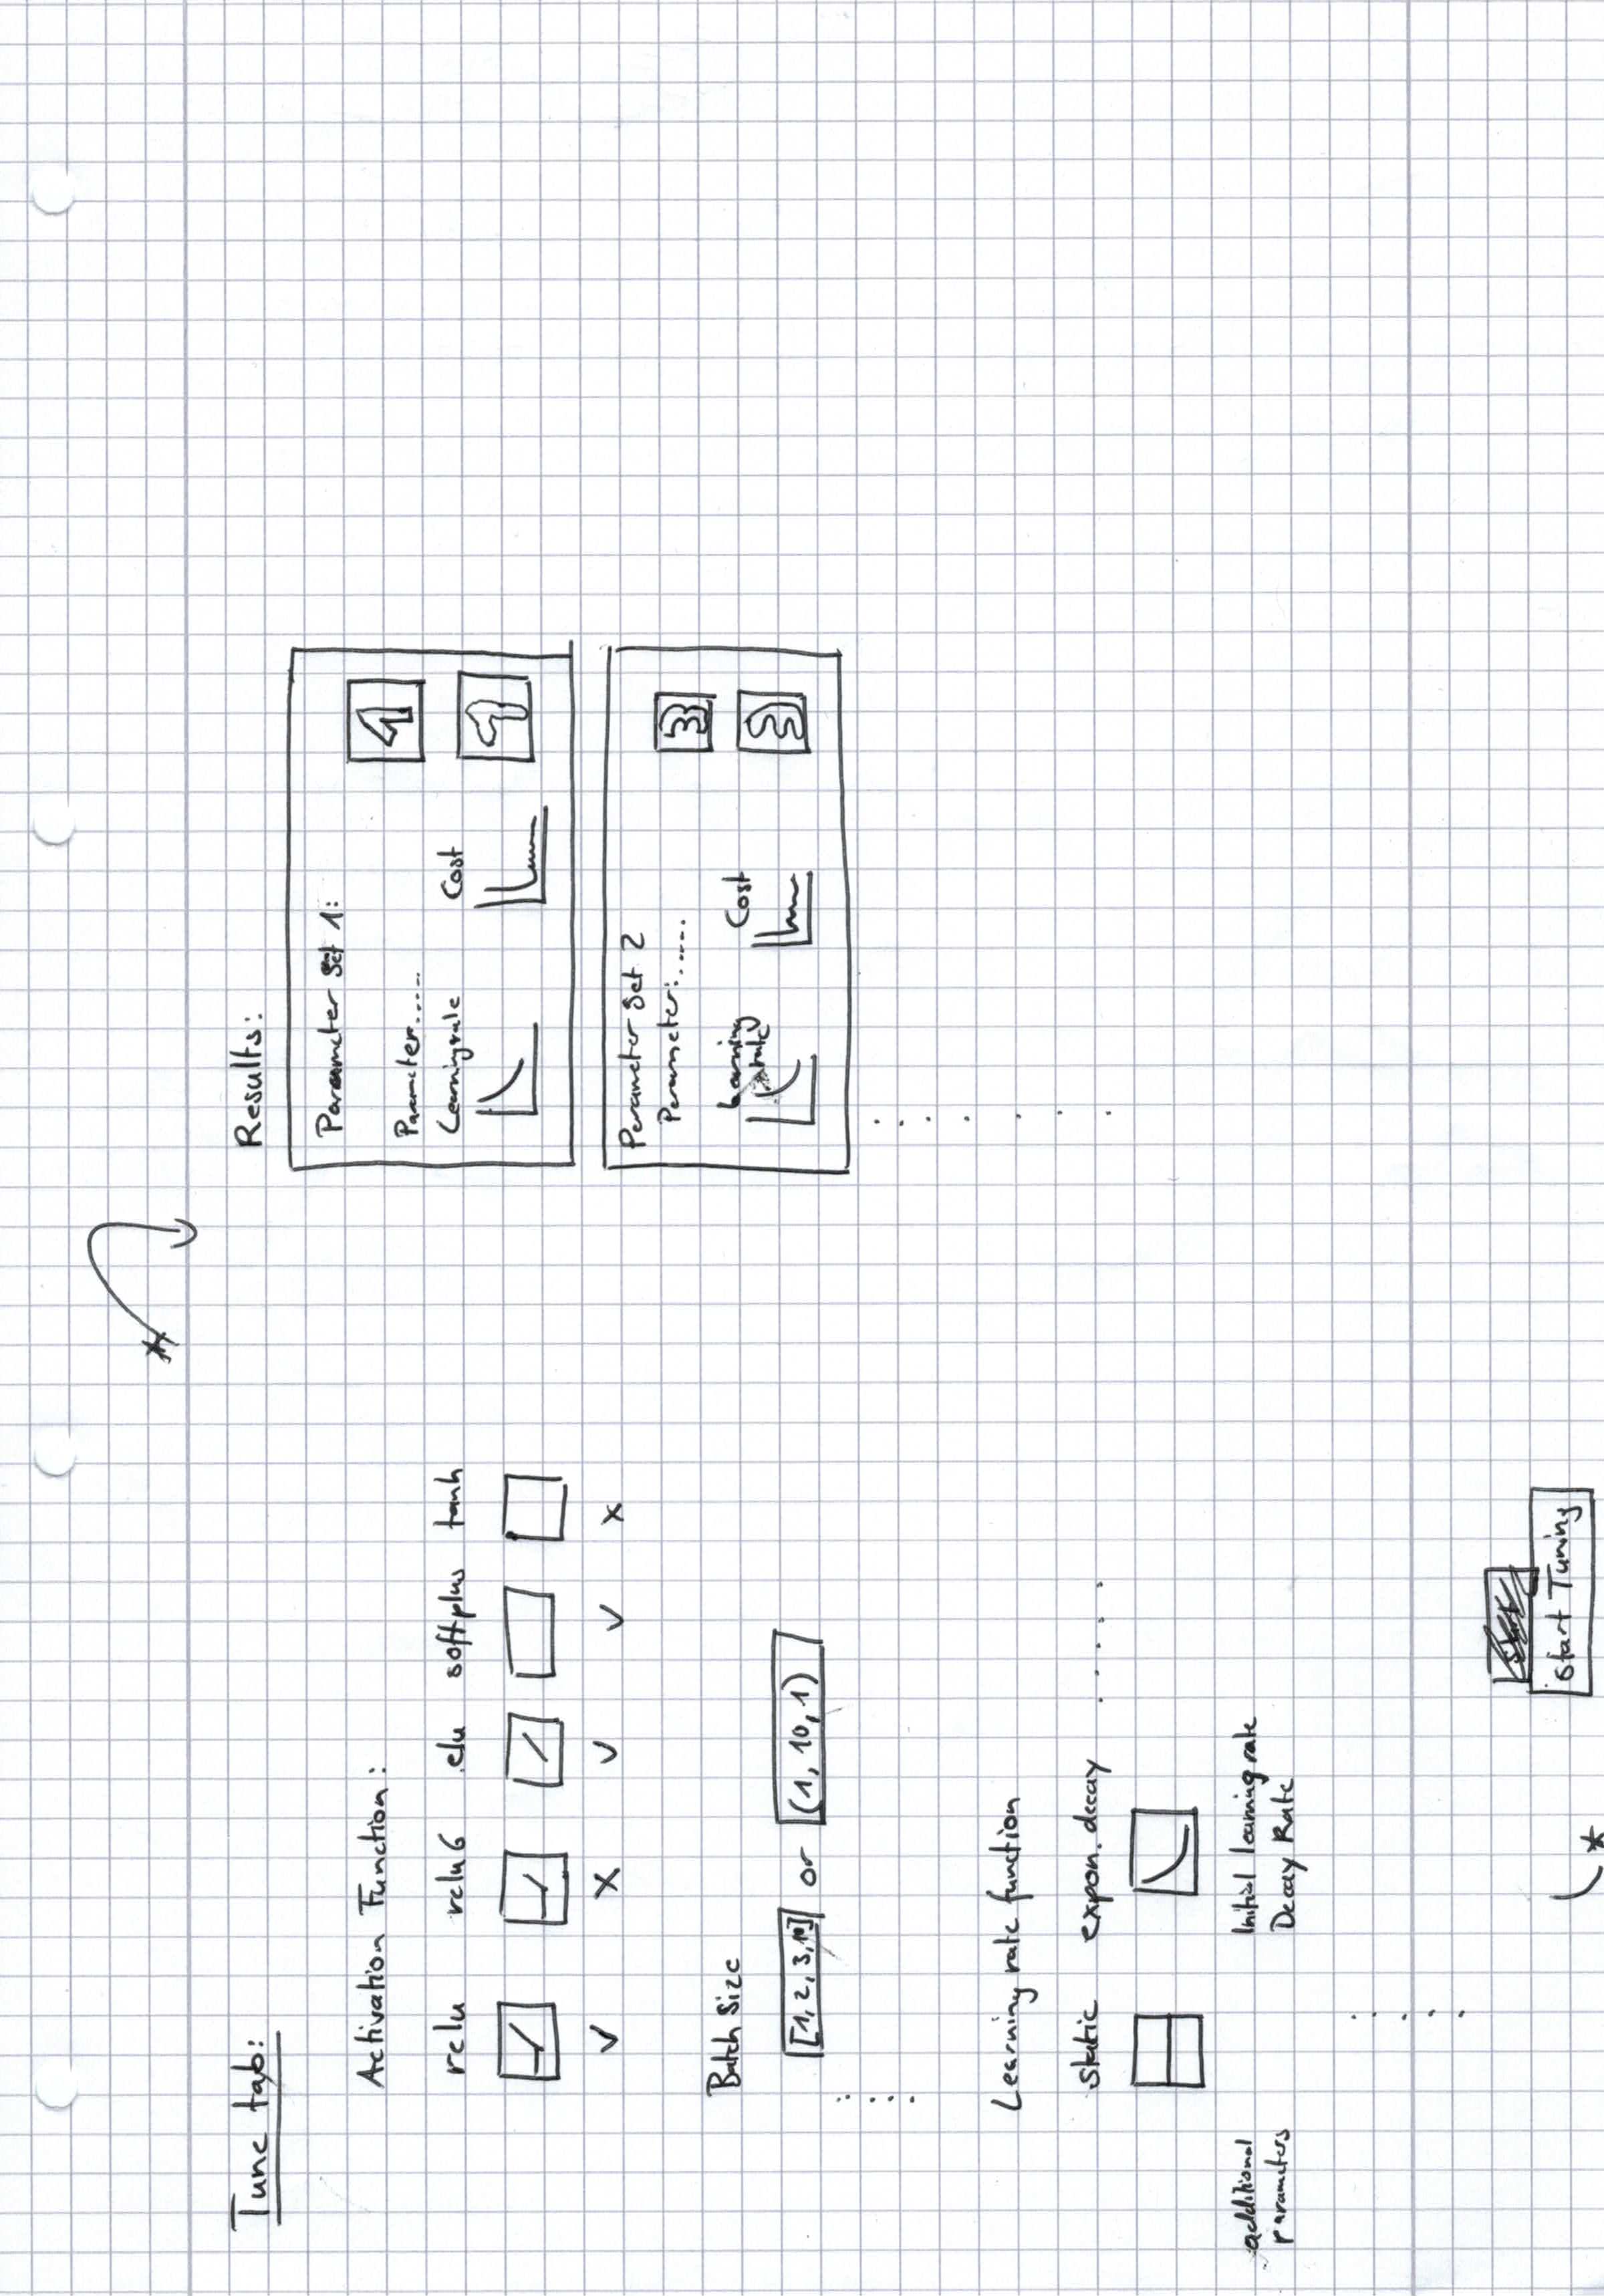 Tune tab:
Activation Function:
relu relu6 elu softplus tanh
Batch size
[1, 2, 3, 10] or (1, 10, 1)
Learning rate function
static expon. decay .....
additional
parameters
Initial learning rate
Decay Rate
start Tuning
Results:
Parameter Set 1:
Parameter.....
Learningrate Cost
1
1
Parameter Set 2
Parameter:.....
Learning
rate
Cost
3
3